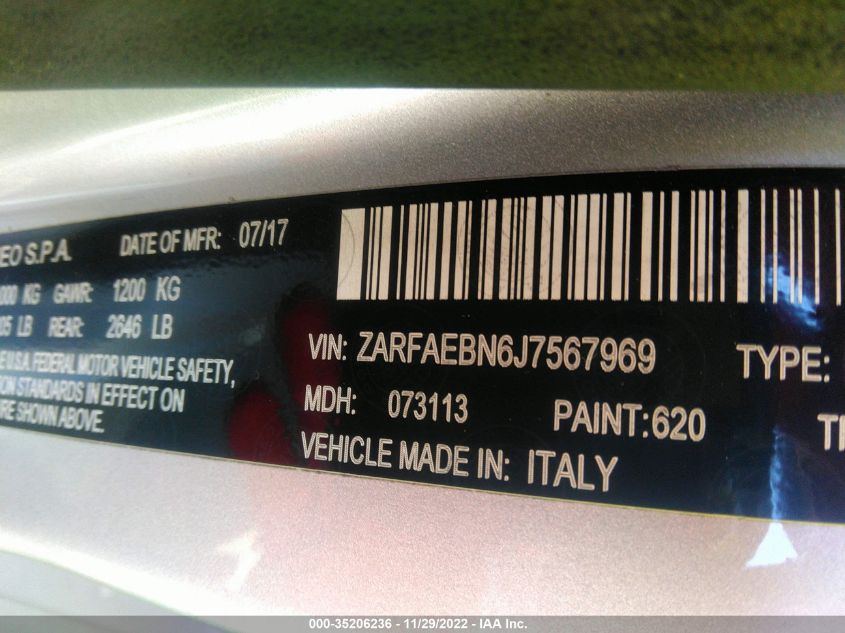 EO S.P.A. DATE OF MFR: 07/17
000 KG GAWR: 1200 KG
05 LB REAR: 2646 LB
U.S.A. FEDERAL MOTOR VEHICLE SAFETY,
STANDARDS IN EFFECT ON
SHOWN ABOVE.
VIN: ZARFAEBN6J7567969 TYPE:
MDH: 073113 PAINT:620
VEHICLE MADE IN: ITALY
000-35206236 - 11/29/2022 - IAA Inc.